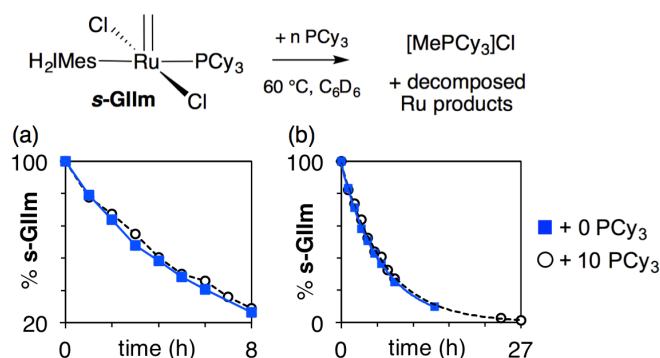 Cl
H₂IMes
Ru
PCy₃
Cl
s-GIIm
+ n PCy₃
60 °C, C₆D₆
[MePCy₃]Cl
+ decomposed
Ru products
(a)
100
% s-GIIm
20
0
time (h)
8
(b)
100
% s-GIIm
0
0
time (h)
27
+ 0 PCy₃
+ 10 PCy₃